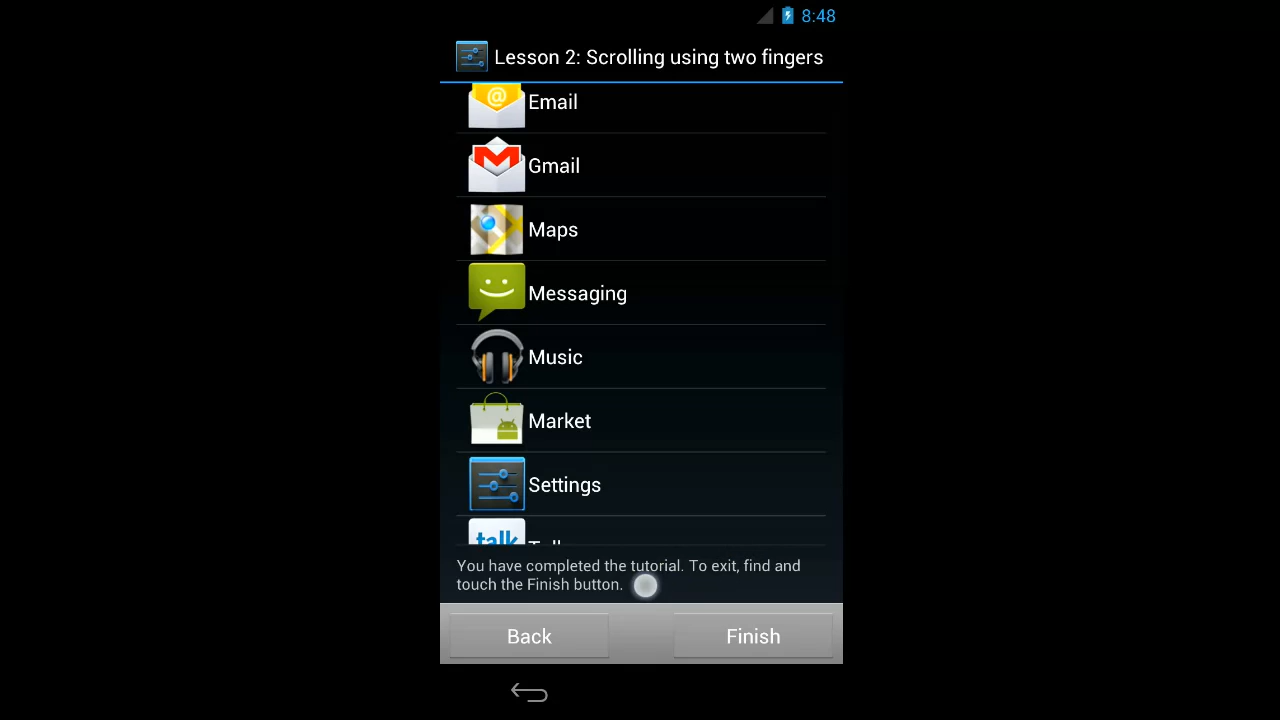 8:48
Lesson 2: Scrolling using two fingers
@
Email
Gmail
Maps
Messaging
Music
Market
Settings
talk
You have completed the tutorial. To exit, find and
touch the Finish button.
Back
Finish